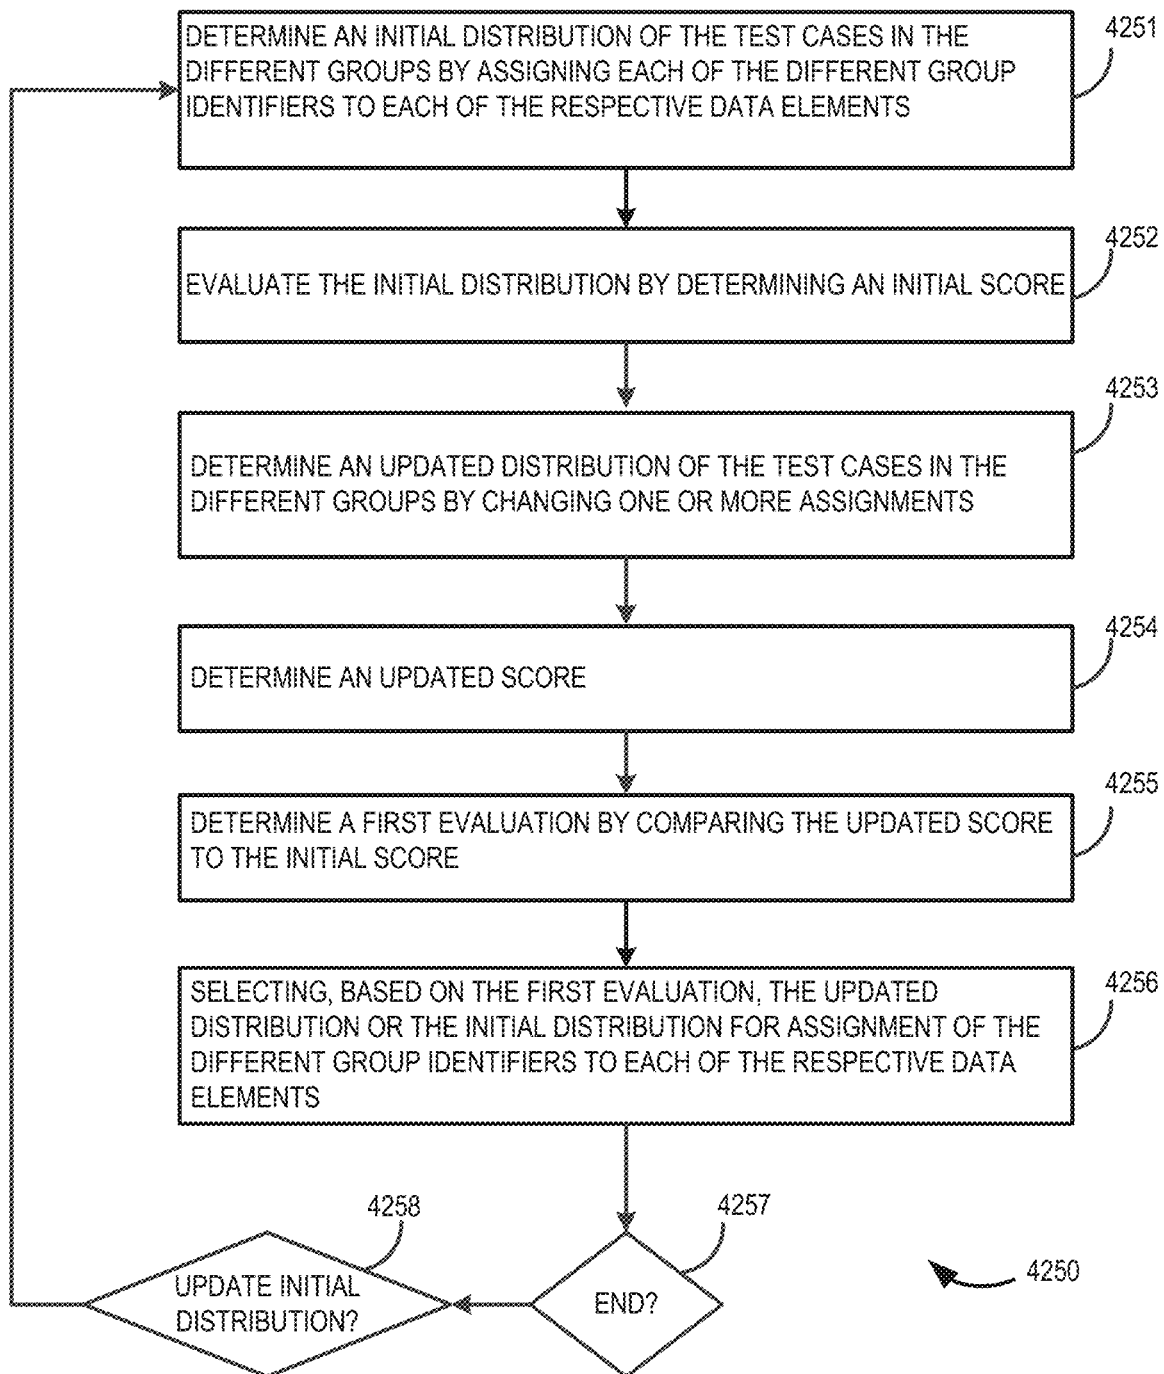 DETERMINE AN INITIAL DISTRIBUTION OF THE TEST CASES IN THE
DIFFERENT GROUPS BY ASSIGNING EACH OF THE DIFFERENT GROUP
IDENTIFIERS TO EACH OF THE RESPECTIVE DATA ELEMENTS
4251
4252
EVALUATE THE INITIAL DISTRIBUTION BY DETERMINING AN INITIAL SCORE
4253
DETERMINE AN UPDATED DISTRIBUTION OF THE TEST CASES IN THE
DIFFERENT GROUPS BY CHANGING ONE OR MORE ASSIGNMENTS
4254
DETERMINE AN UPDATED SCORE
4255
DETERMINE A FIRST EVALUATION BY COMPARING THE UPDATED SCORE
TO THE INITIAL SCORE
4256
SELECTING, BASED ON THE FIRST EVALUATION, THE UPDATED
DISTRIBUTION OR THE INITIAL DISTRIBUTION FOR ASSIGNMENT OF THE
DIFFERENT GROUP IDENTIFIERS TO EACH OF THE RESPECTIVE DATA
ELEMENTS
4257
END?
4258
UPDATE INITIAL
DISTRIBUTION?
4250